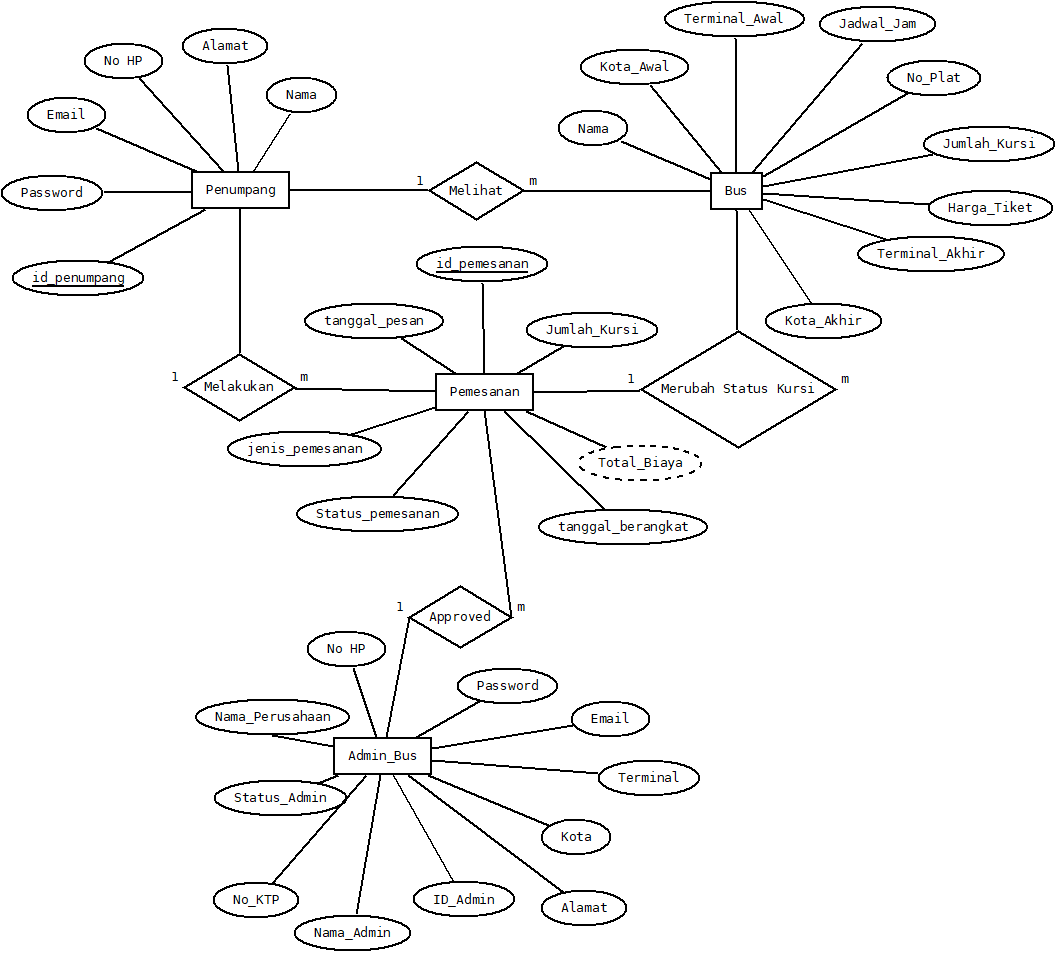 Terminal_Awal
Jadwal_Jam
Alamat
No HP
Kota_Awal
No_Plat
Nama
Email
Nama
Jumlah_Kursi
1
m
Password
Penumpang
Melihat
Bus
Harga_Tiket
Terminal_Akhir
id_penumpang
id_pemesanan
tanggal_pesan
Jumlah_Kursi
Kota_Akhir
1
m
1
m
Melakukan
Pemesanan
Merubah Status Kursi
jenis_pemesanan
Total_Biaya
Status_pemesanan
tanggal_berangkat
1
m
Approved
No HP
Password
Nama_Perusahaan
Email
Admin_Bus
Terminal
Status_Admin
Kota
No_KTP
ID_Admin
Alamat
Nama_Admin